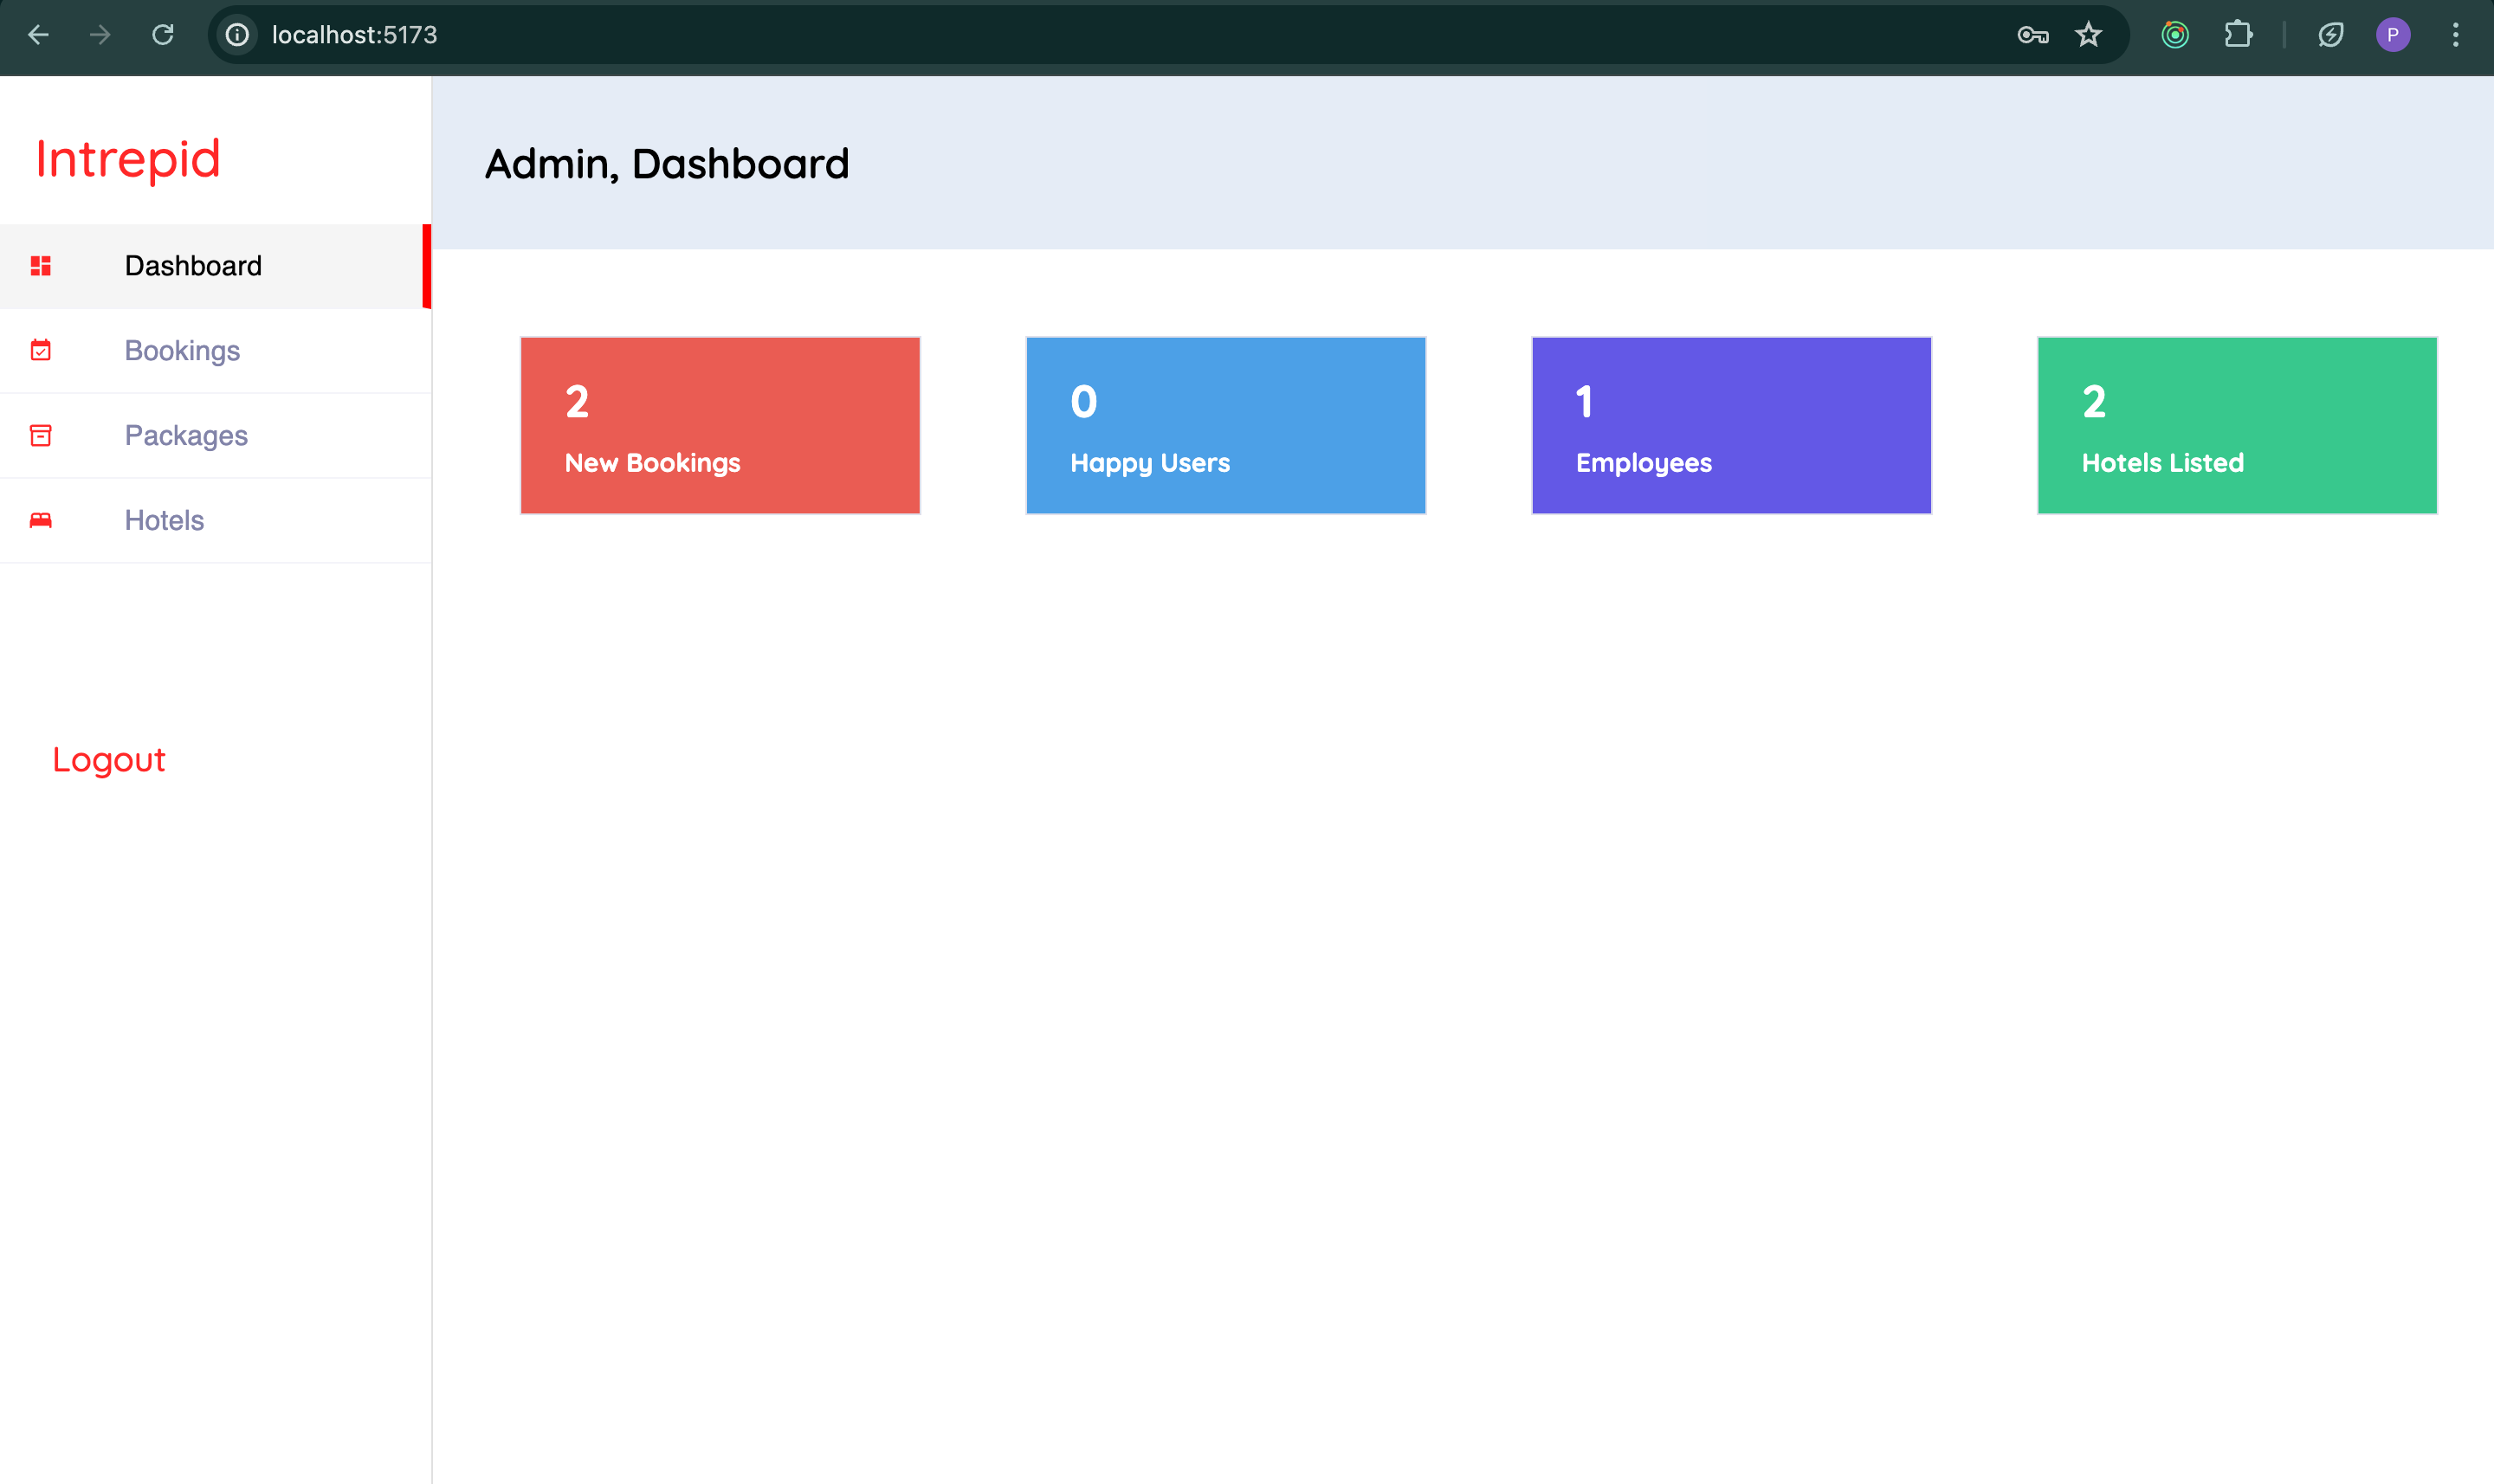 localhost:5173
P
Intrepid
Admin, Dashboard
Dashboard
Bookings
Packages
Hotels
Logout
2
New Bookings
0
Happy Users
1
Employees
2
Hotels Listed